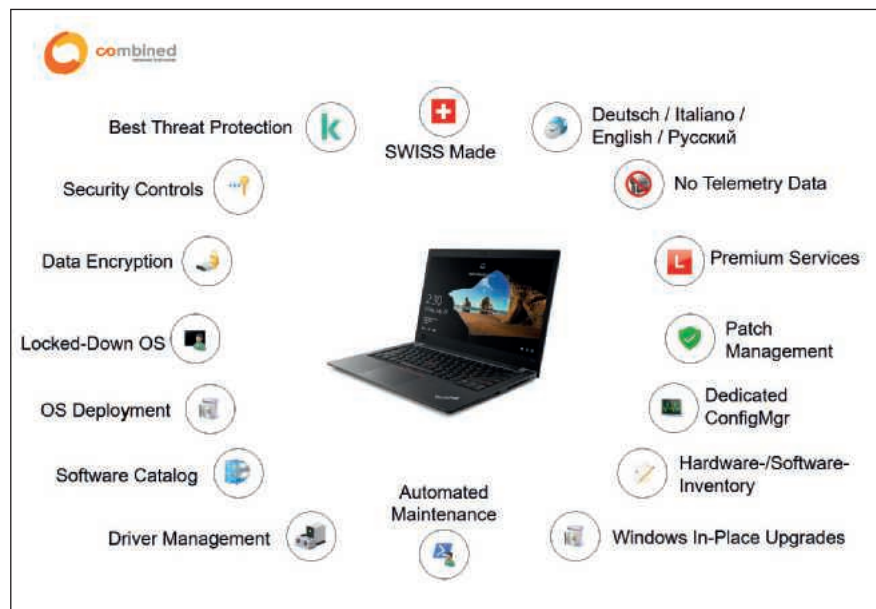 combined
Best Threat Protection
SWISS Made
Deutsch / Italiano /
English / Русский
Security Controls
No Telemetry Data
Data Encryption
L
Premium Services
2:30
Locked-Down OS
Patch
Management
OS Deployment
Dedicated
ConfigMgr
Software Catalog
Hardware-/Software-
Inventory
Automated
Maintenance
Driver Management
Windows In-Place Upgrades